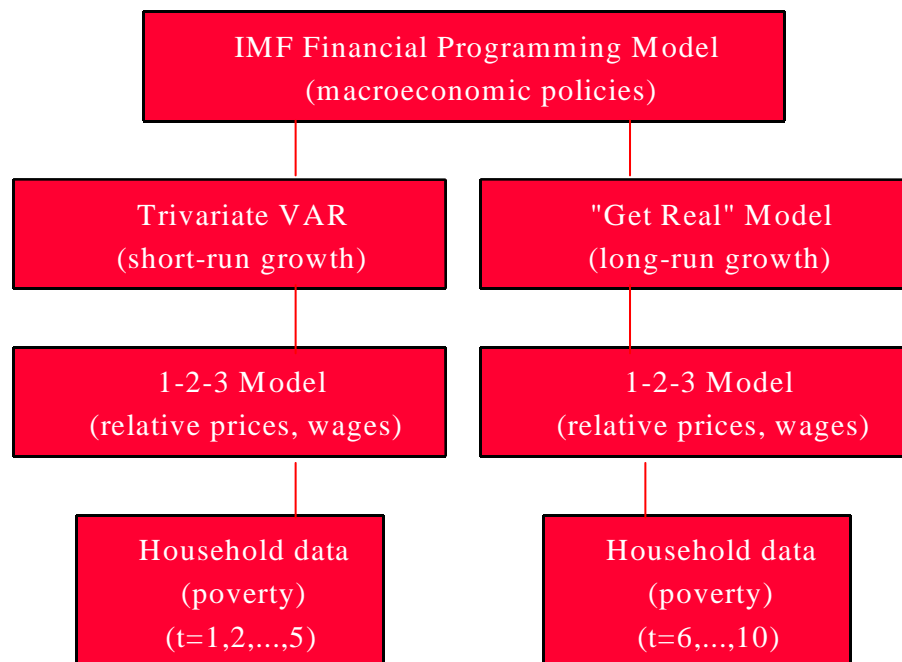 IMF Financial Programming Model
(macroeconomic policies)
Trivariate VAR
(short-run growth)
"Get Real" Model
(long-run growth)
1-2-3 Model
(relative prices, wages)
1-2-3 Model
(relative prices, wages)
Household data
(poverty)
(t=1,2,...,5)
Household data
(poverty)
(t=6,...,10)